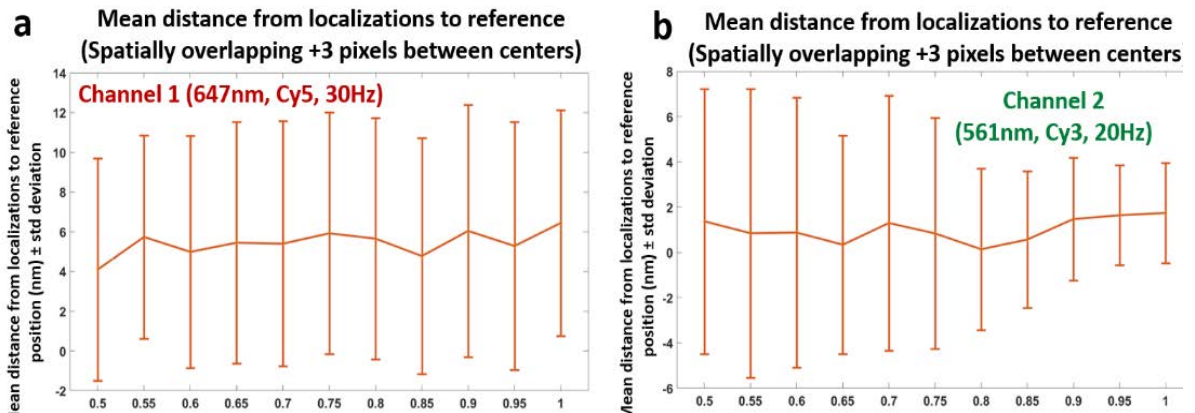 a
Mean distance from localizations to reference
(Spatially overlapping +3 pixels between centers)
Channel 1 (647nm, Cy5, 30Hz)
Mean distance from localizations to reference
position (nm) ± std deviation
14
12
10
8
6
4
2
0
-2
0.5 0.55 0.6 0.65 0.7 0.75 0.8 0.85 0.9 0.95 1
b
Mean distance from localizations to reference
(Spatially overlapping +3 pixels between centers)
Channel 2
(561nm, Cy3, 20Hz)
Mean distance from localizations to reference
position (nm) ± std deviation
8
6
4
2
0
-2
-4
-6
0.5 0.55 0.6 0.65 0.7 0.75 0.8 0.85 0.9 0.95 1